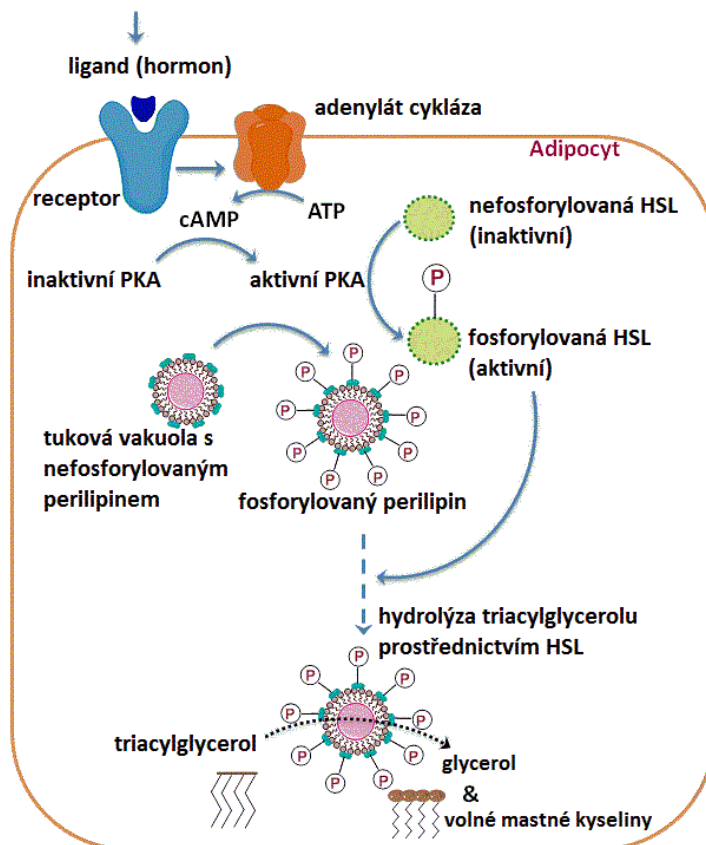 ligand (hormon)
adenylát cykláza
Adipocyt
receptor
cAMP
ATP
nefosforylovaná HSL
(inaktivní)
inaktivní PKA
aktivní PKA
P
fosforylovaná HSL
(aktivní)
P
P
P
P
P
P
P
P
P
tuková vakuola s
nefosforylovaným
perilipinem
fosforylovaný perilipin
hydrolýza triacylglycerolu
prostřednictvím HSL
P
P
P
P
P
P
P
P
P
triacylglycerol
glycerol
&
volné mastné kyseliny